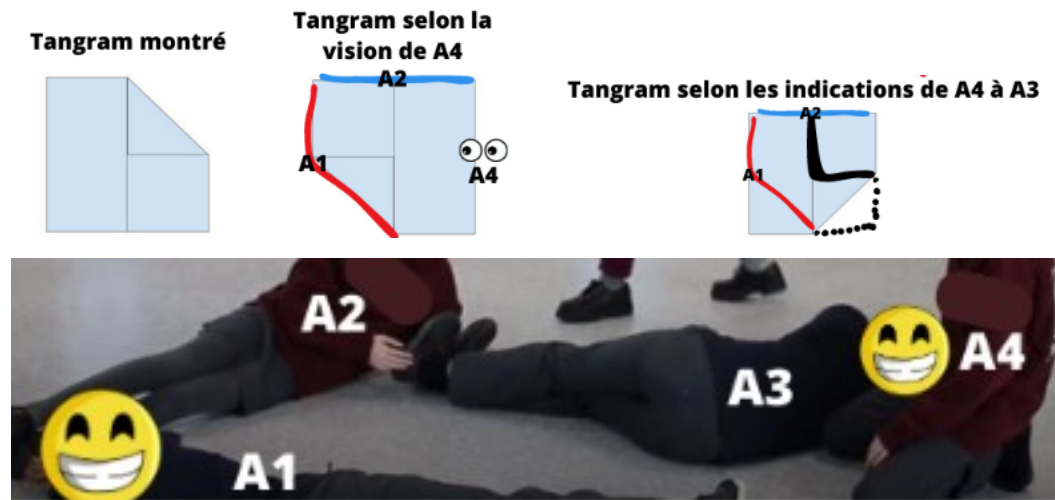 Tangram montré
Tangram selon la
vision de A4
A2
A1
A4
Tangram selon les indications de A4 à A3
A2
A1
A2
A3
A4
A1